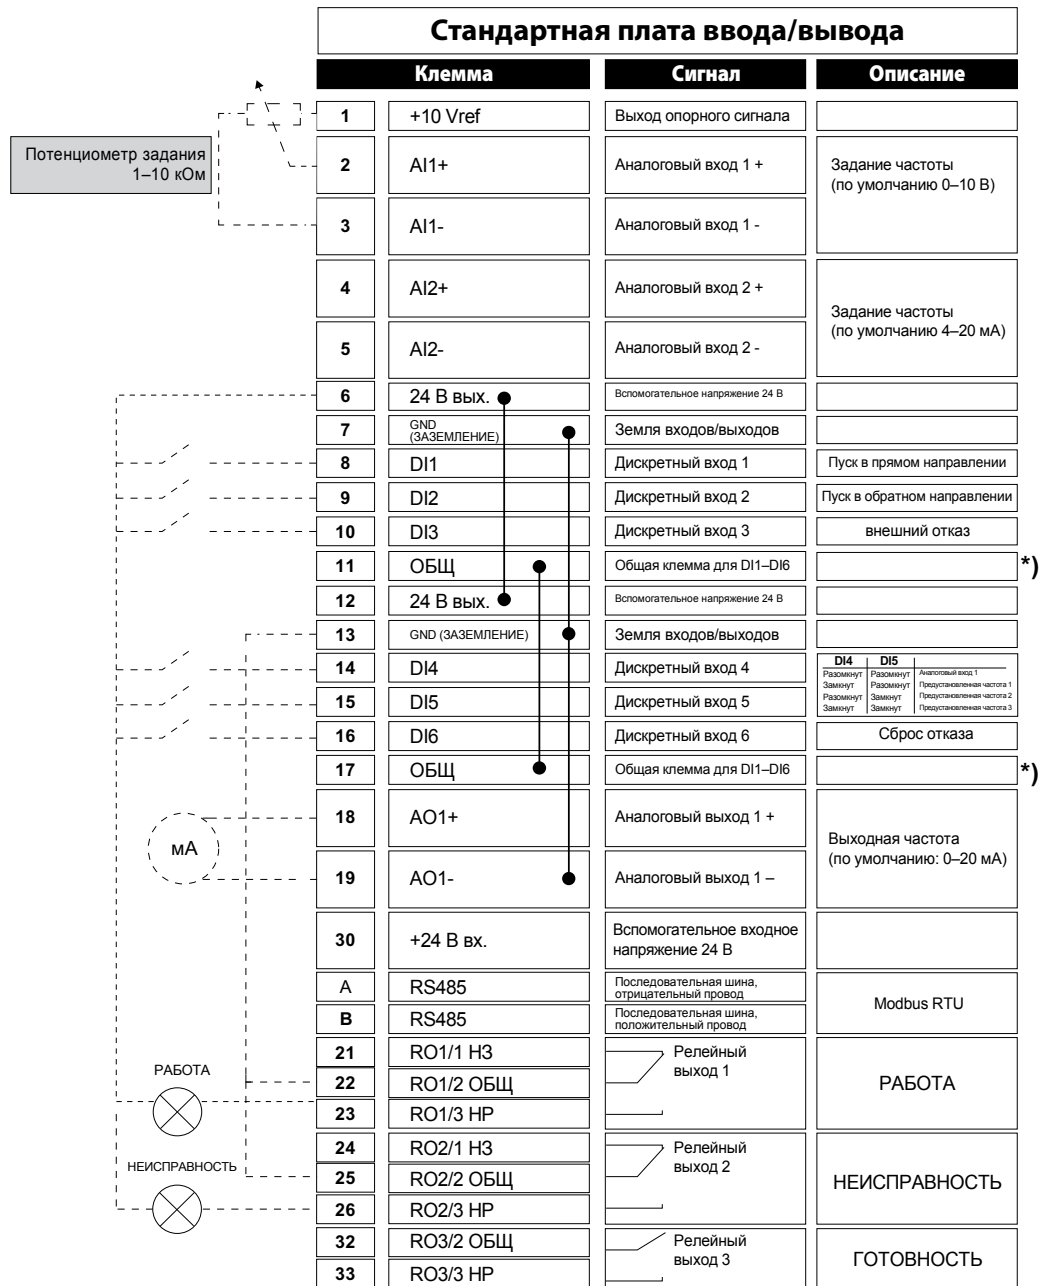 Стандартная плата ввода/вывода
Клемма Сигнал Описание
Потенциометр задания
1–10 кОм
1 +10 Vref Выход опорного сигнала
2 AI1+ Аналоговый вход 1 +
Задание частоты
(по умолчанию 0–10 В)
3 AI1- Аналоговый вход 1 -
4 AI2+ Аналоговый вход 2 +
Задание частоты
(по умолчанию 4–20 мА)
5 AI2- Аналоговый вход 2 -
6 24 В вых. Вспомогательное напряжение 24 В
7 GND
(ЗАЗЕМЛЕНИЕ) Земля входов/выходов
8 DI1 Дискретный вход 1 Пуск в прямом направлении
9 DI2 Дискретный вход 2 Пуск в обратном направлении
10 DI3 Дискретный вход 3 внешний отказ
11 ОБЩ Общая клемма для DI1–DI6 *)
12 24 В вых. Вспомогательное напряжение 24 В
13 GND (ЗАЗЕМЛЕНИЕ) Земля входов/выходов
14 DI4 Дискретный вход 4
DI4 DI5
Разомкнут Разомкнут Аналоговый вход 1
Замкнут Разомкнут Предустановленная частота 1
Разомкнут Замкнут Предустановленная частота 2
Замкнут Замкнут Предустановленная частота 3
15 DI5 Дискретный вход 5
16 DI6 Дискретный вход 6 Сброс отказа
17 ОБЩ Общая клемма для DI1–DI6 *)
18 AO1+ Аналоговый выход 1 +
мА
Выходная частота
(по умолчанию: 0–20 мА)
19 AO1- Аналоговый выход 1 –
30 +24 В вх. Вспомогательное входное
напряжение 24 В
A RS485 Последовательная шина,
отрицательный провод
Modbus RTU
B RS485 Последовательная шина,
положительный провод
21 RO1/1 НЗ Релейный
выход 1
РАБОТА
22 RO1/2 ОБЩ РАБОТА
23 RO1/3 НР
24 RO2/1 НЗ Релейный
выход 2
НЕИСПРАВНОСТЬ
25 RO2/2 ОБЩ НЕИСПРАВНОСТЬ
26 RO2/3 НР
32 RO3/2 ОБЩ Релейный
выход 3
ГОТОВНОСТЬ
33 RO3/3 НР